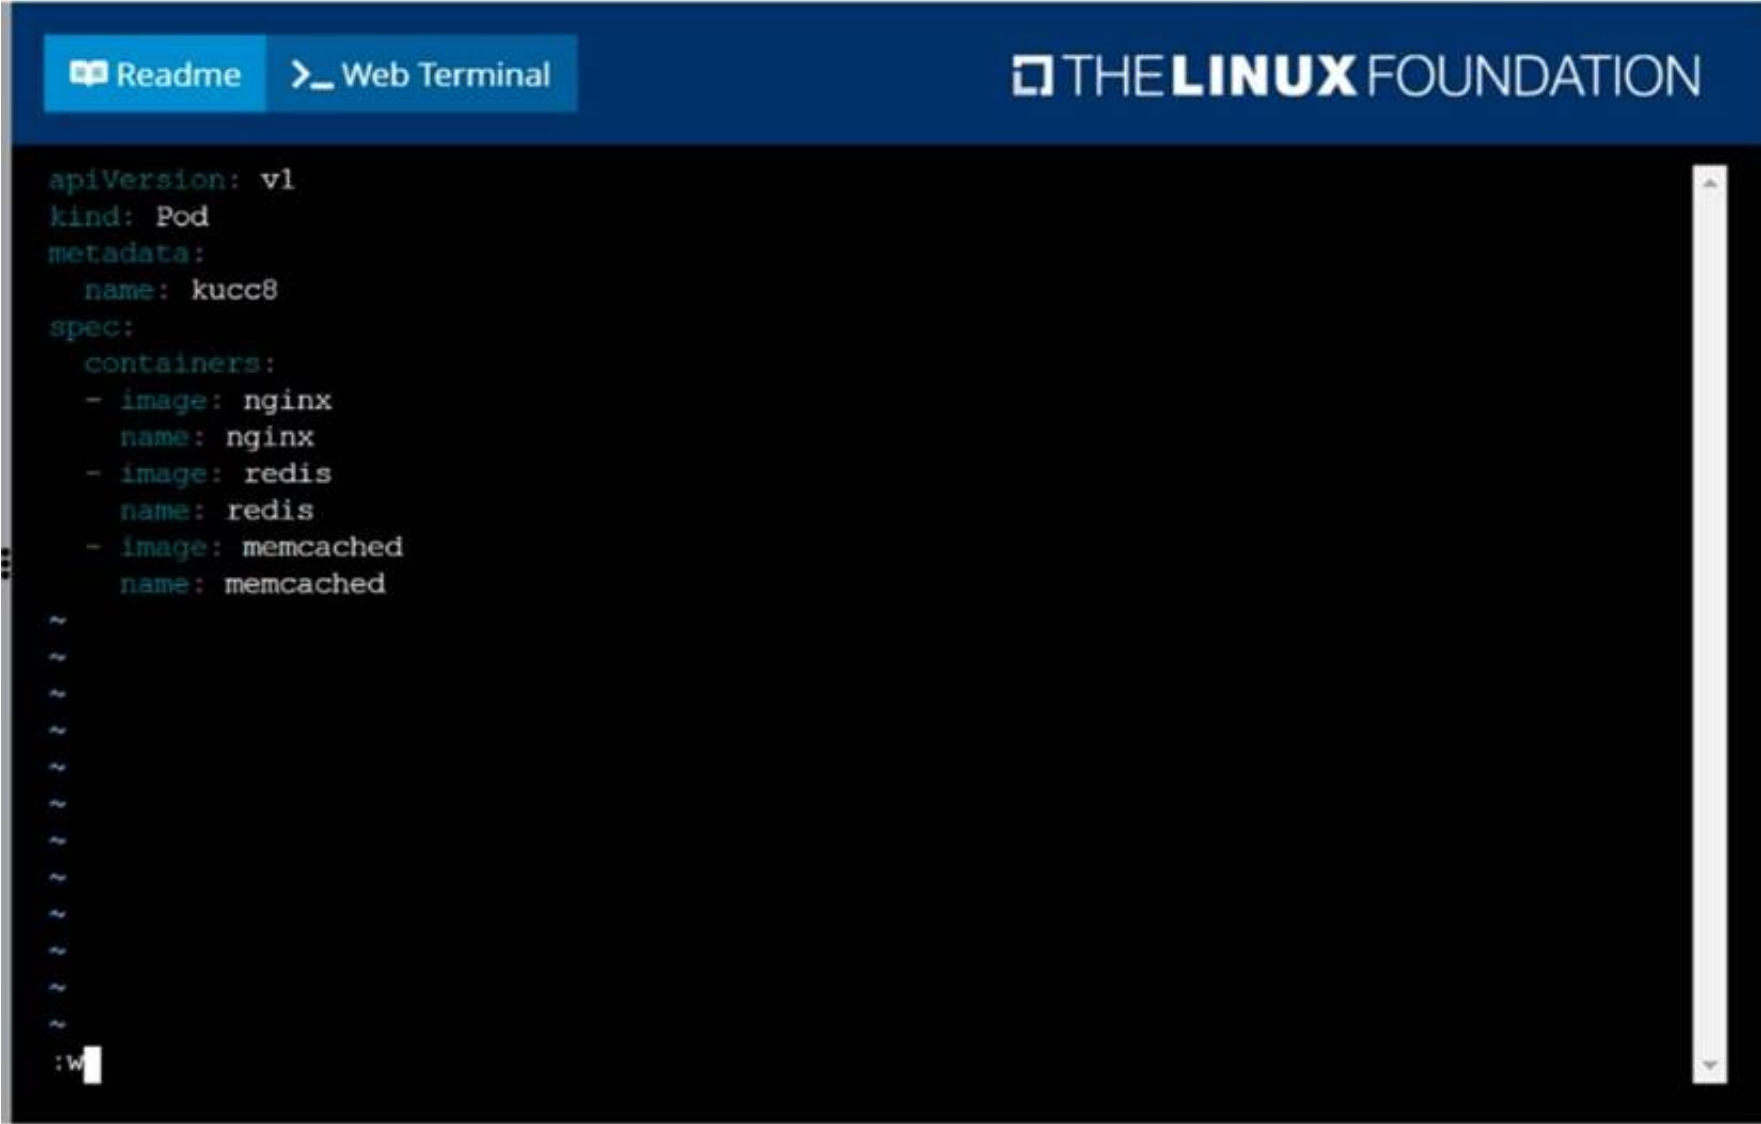 Readme >_ Web Terminal THE LINUX FOUNDATION
apiVersion: v1
kind: Pod
metadata:
  name: kucc8
spec:
  containers:
  - image: nginx
    name: nginx
  - image: redis
    name: redis
  - image: memcached
    name: memcached
~
~
~
~
~
~
~
~
~
~
~
~
:w